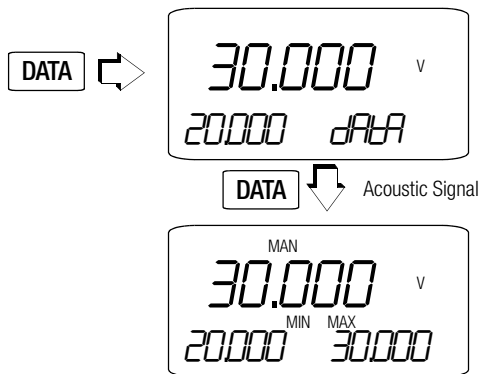 DATA
30.000 V
20.000 dAtA
DATA Acoustic Signal
MAN
30.000 V
MIN MAX
20.000 30.000